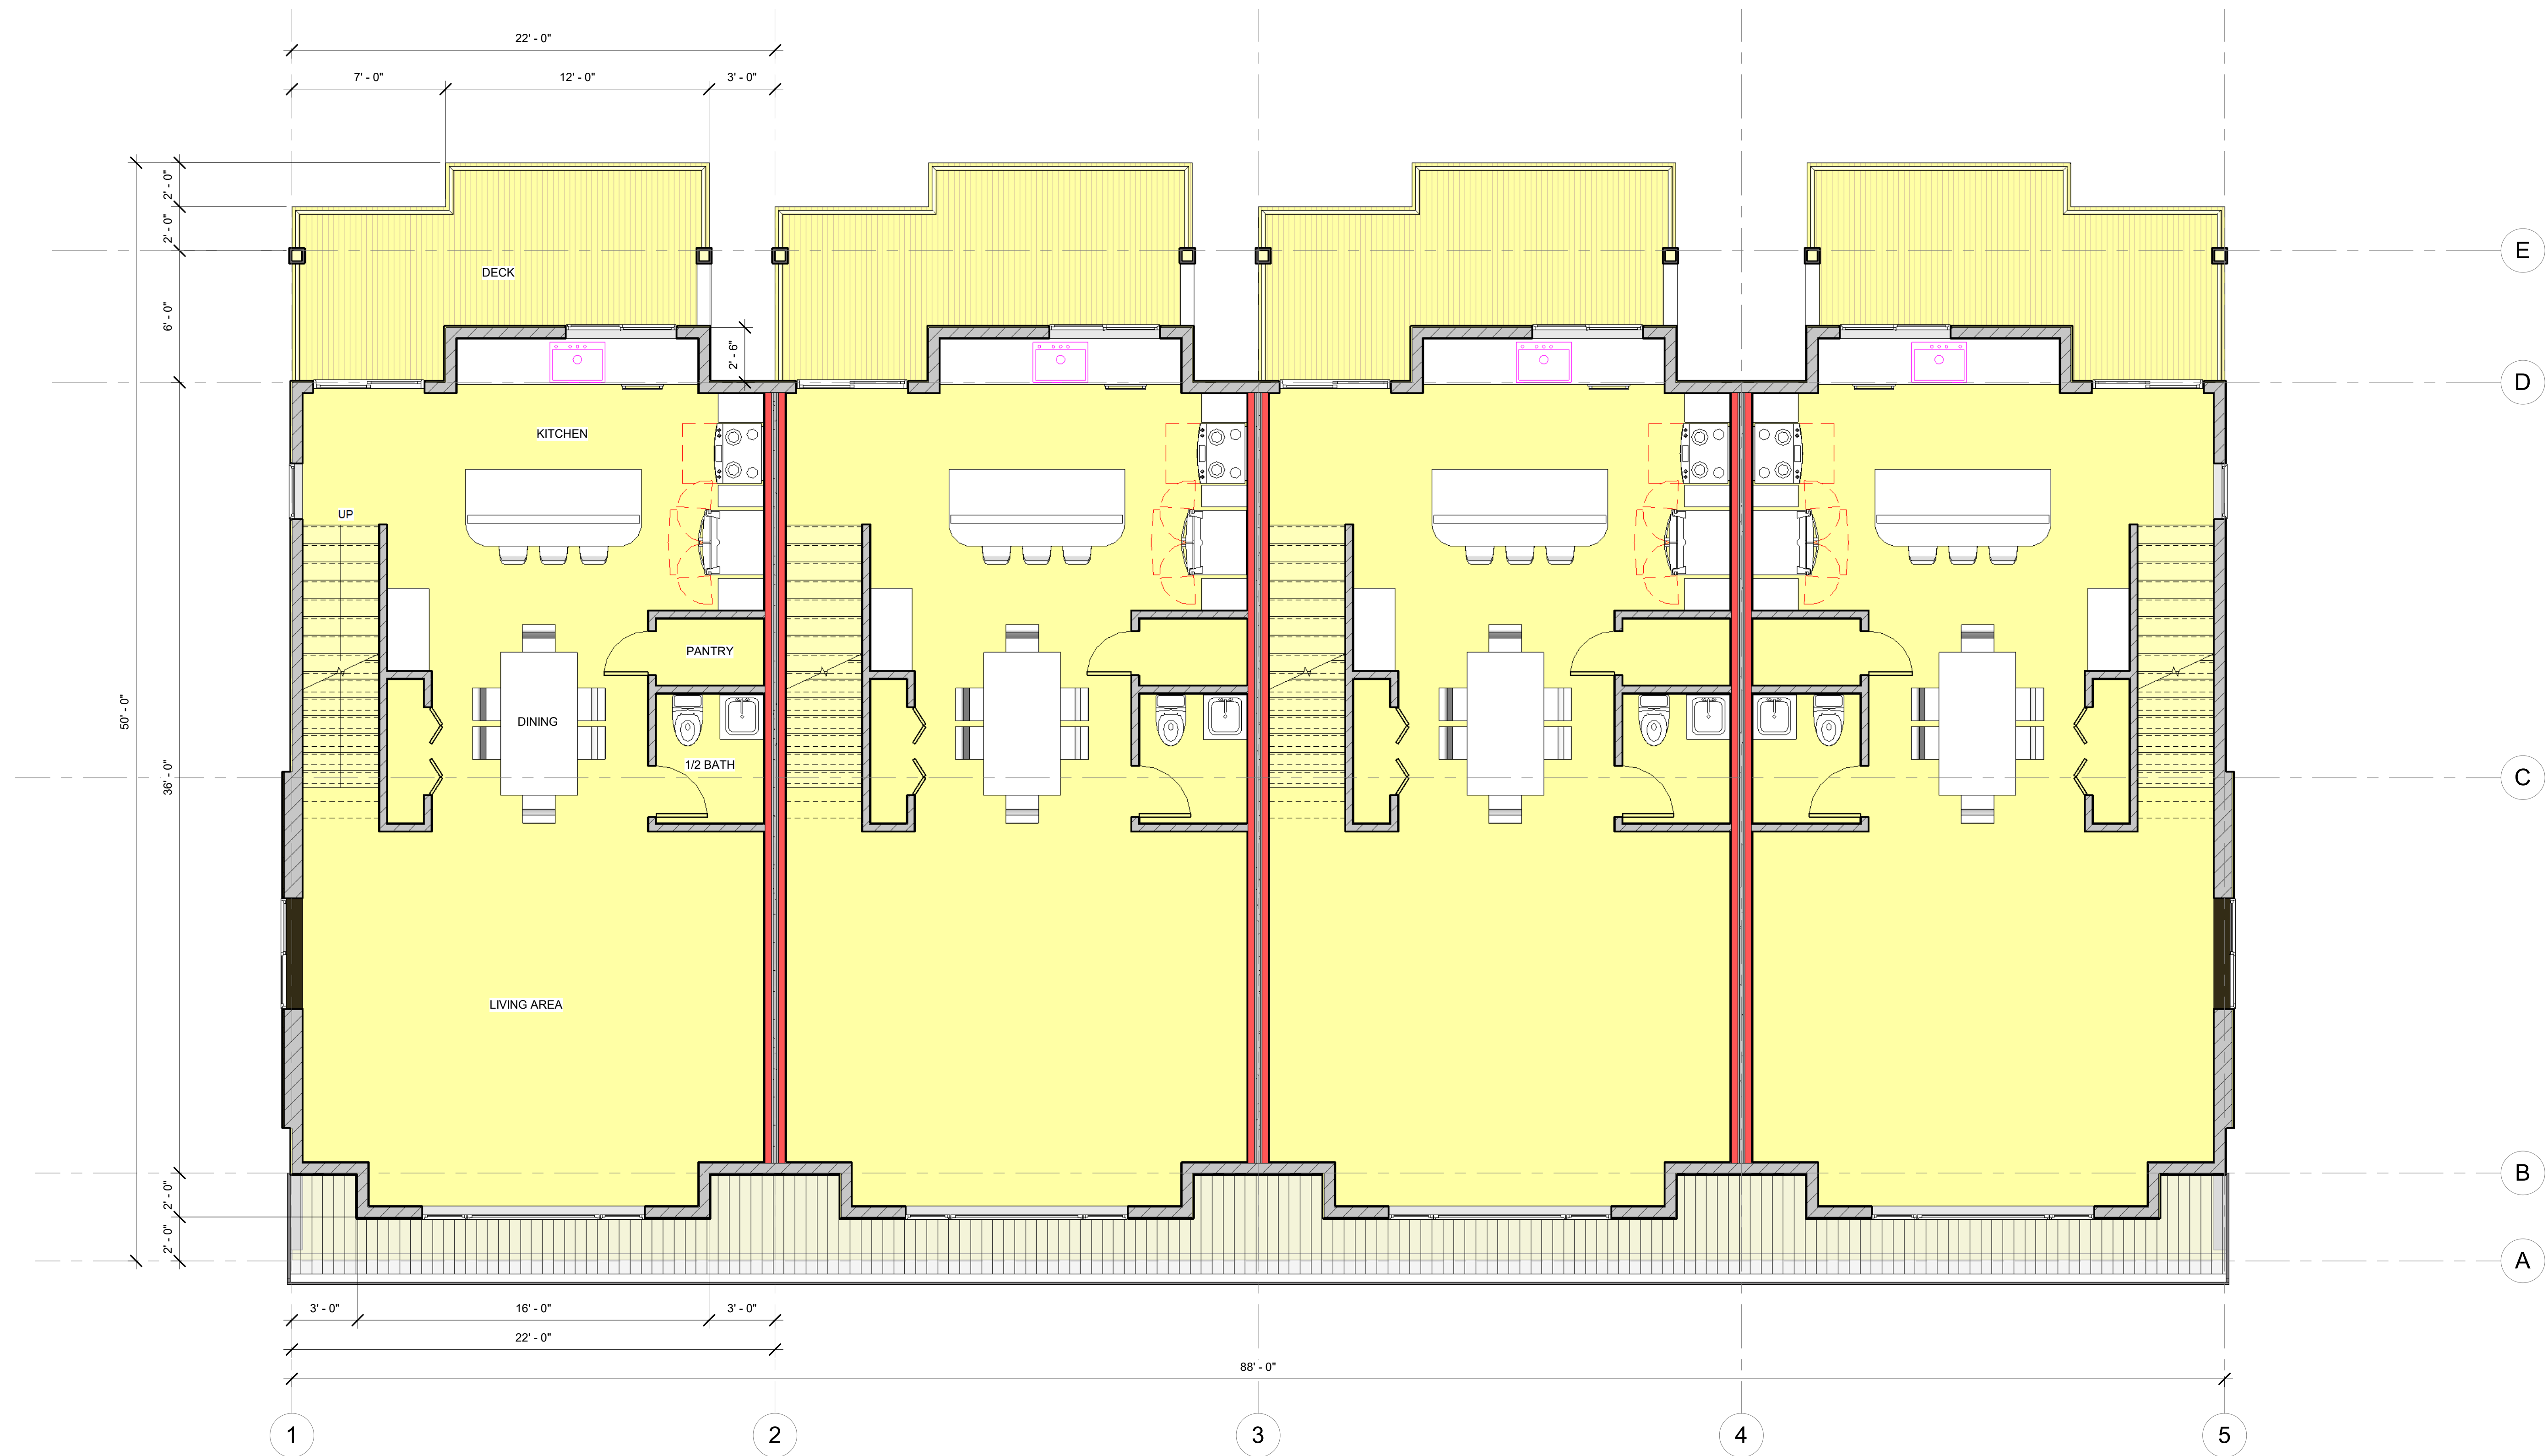 22' - 0"
7' - 0"
12' - 0"
3' - 0"
2' - 0"
2' - 0"
E
DECK
6' - 0"
2' - 6"
D
KITCHEN
UP
PANTRY
50' - 0"
DINING
1/2 BATH
36' - 0"
C
LIVING AREA
B
2' - 0"
2' - 0"
A
3' - 0"
16' - 0"
3' - 0"
22' - 0"
88' - 0"
1
2
3
4
5